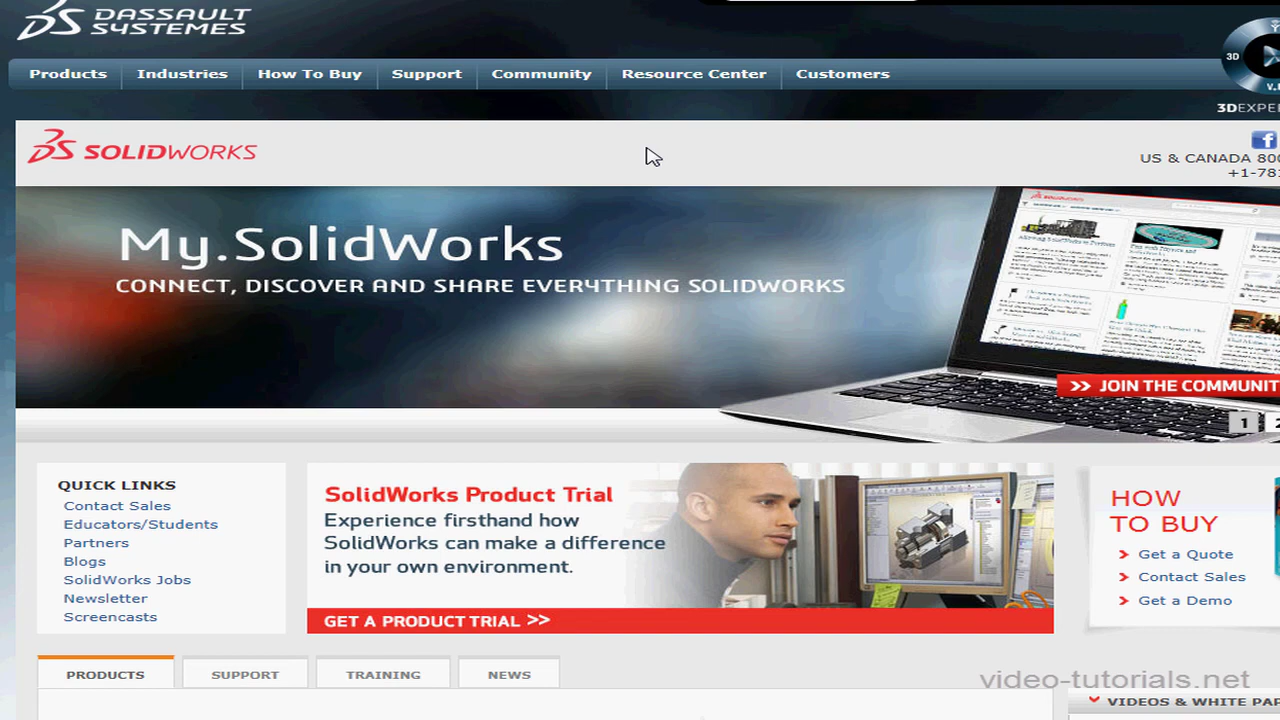 DASSAULT
SYSTEMES
Products
Industries
How To Buy
Support
Community
Resource Center
Customers
3D
V.
3DEXPE
SOLIDWORKS
US & CANADA 80
+1-78
My.SolidWorks
CONNECT, DISCOVER AND SHARE EVERYTHING SOLIDWORKS
>> JOIN THE COMMUNIT
1
2
QUICK LINKS
Contact Sales
Educators/Students
Partners
Blogs
SolidWorks Jobs
Newsletter
Screencasts
SolidWorks Product Trial
Experience firsthand how
SolidWorks can make a difference
in your own environment.
GET A PRODUCT TRIAL >>
HOW
TO BUY
Get a Quote
Contact Sales
Get a Demo
PRODUCTS
SUPPORT
TRAINING
NEWS
video-tutorials.net
VIDEOS & WHITE PAP